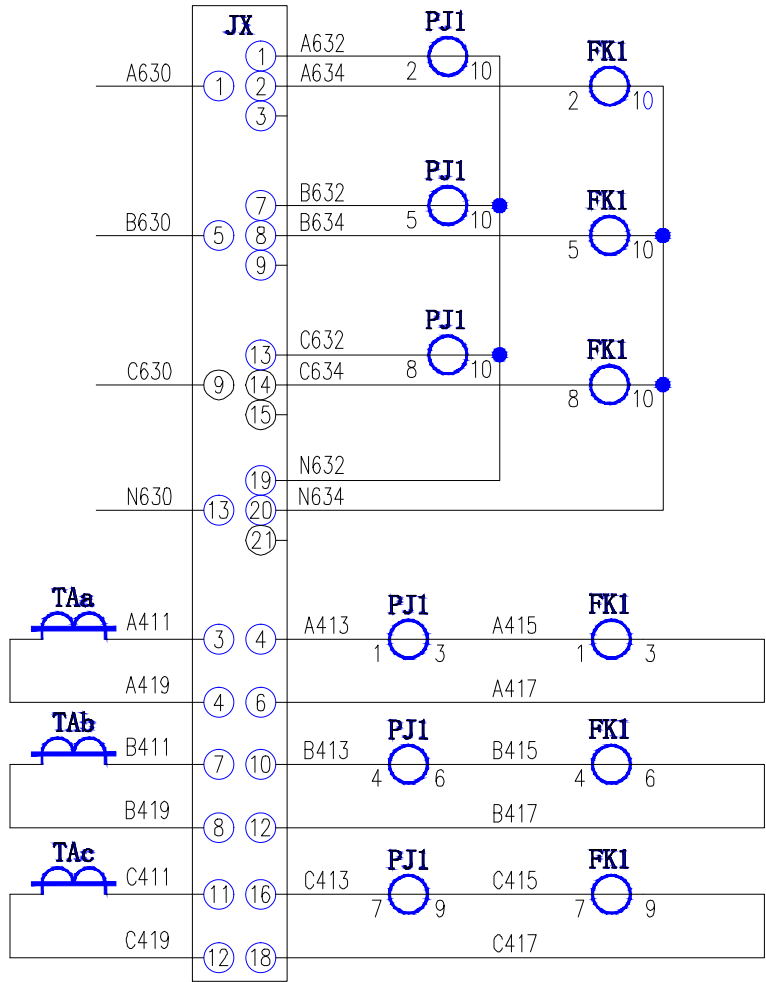 JX
PJ1
1 A632 2 10
FK1
A630 1 2 A634 2 10
3
PJ1
7 B632 5 10
FK1
B630 5 8 B634 5 10
9
PJ1
13 C632 8 10
FK1
C630 9 14 C634 8 10
15
19 N632
N630 13 20 N634
21
TAa PJ1 FK1
A411 3 4 A413 1 3 A415 1 3
A419 4 6 A417
TAb PJ1 FK1
B411 7 10 B413 4 6 B415 4 6
B419 8 12 B417
TAc PJ1 FK1
C411 11 16 C413 7 9 C415 7 9
C419 12 18 C417